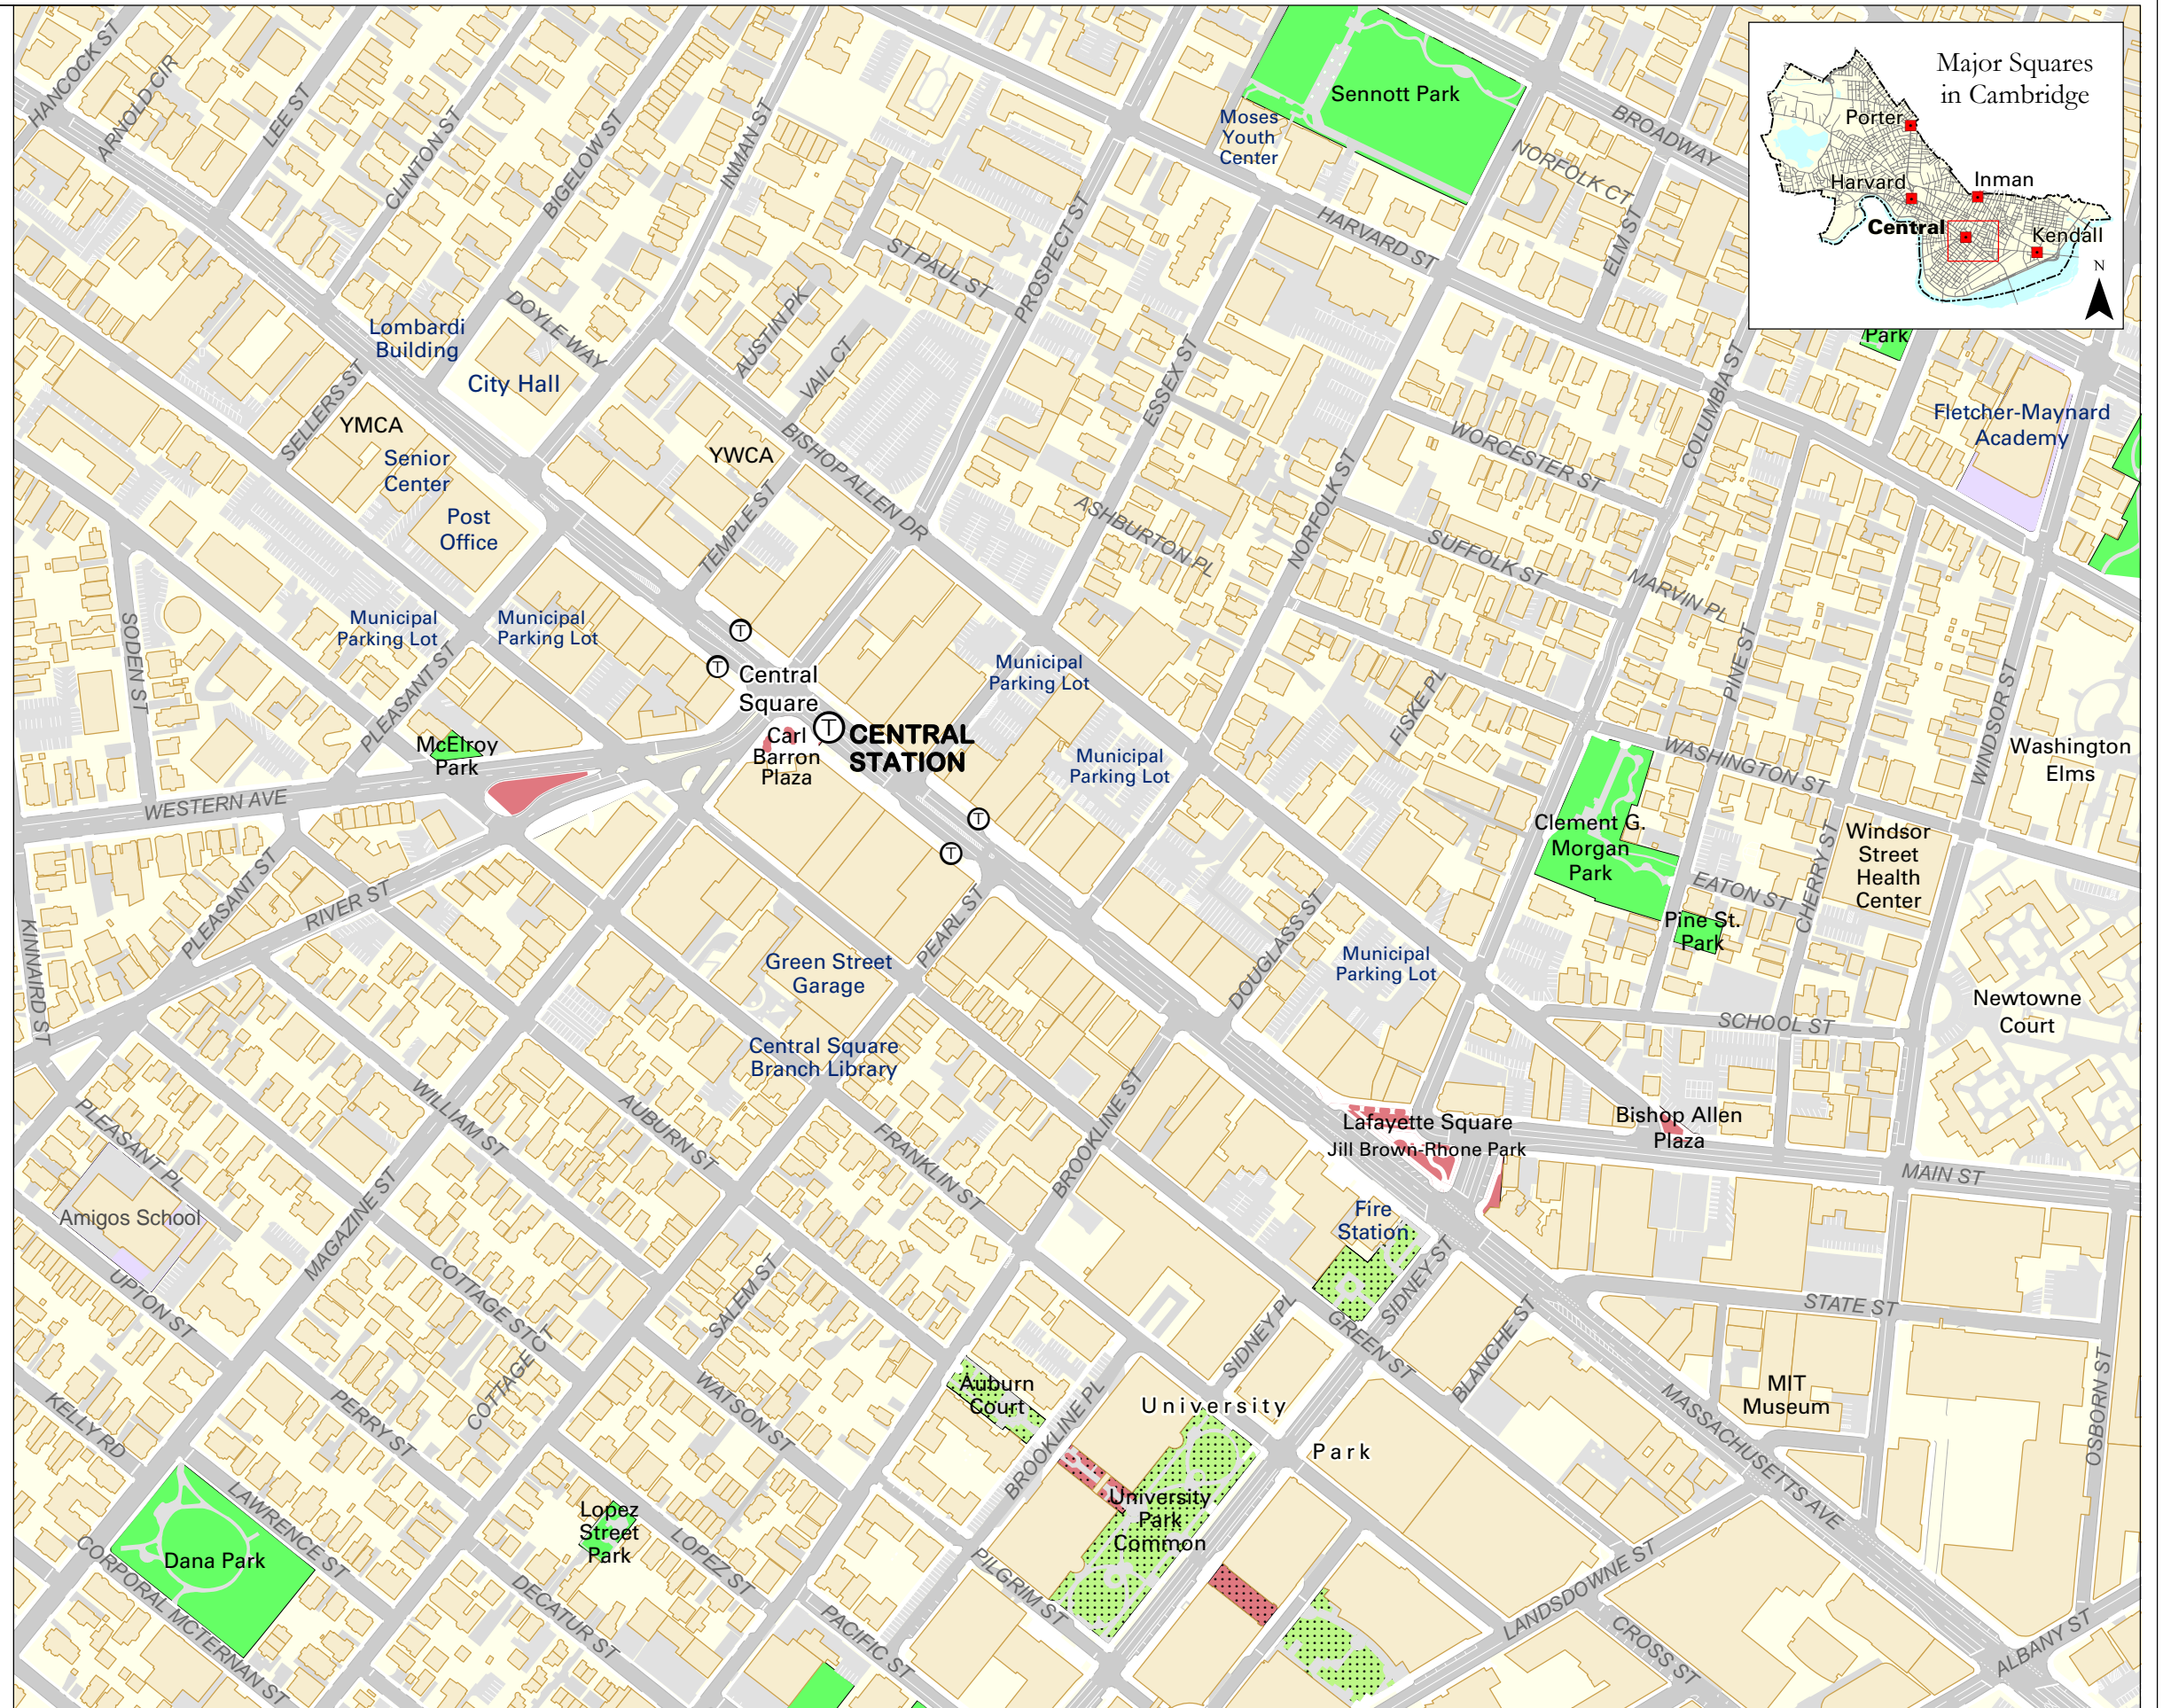 HANCOCK ST
ARNOLD CIR
LEE ST
CLINTON ST
BIGELOW ST
INMAN ST
Moses
Youth
Center
Sennott Park
BROADWAY
NORFOLK CT
Major Squares
in Cambridge
Porter
Harvard
Inman
Central
Kendall
N
Park
HARVARD ST
ELM ST
PROSPECT ST
ST PAUL ST
AUSTIN PK
VAIL CT
DOYLE WAY
Lombardi
Building
City Hall
SELLERS ST
YMCA
Senior
Center
Post
Office
YWCA
BISHOP ALLEN DR
TEMPLE ST
ESSEX ST
ASHBURTON PL
NORFOLK ST
WORCESTER ST
SUFFOLK ST
COLUMBIA ST
MARVIN PL
PINE ST
Fletcher-Maynard
Academy
WINDSOR ST
Washington
Elms
SODEN ST
Municipal
Parking Lot
Municipal
Parking Lot
PLEASANT ST
McElroy
Park
T
T
Central
Square
T
CENTRAL
STATION
Carl
Barron
Plaza
Municipal
Parking Lot
Municipal
Parking Lot
T
T
FISKE PL
WASHINGTON ST
Clement G.
Morgan
Park
EATON ST
CHERRY ST
Pine St.
Park
Windsor
Street
Health
Center
WESTERN AVE
PLEASANT ST
RIVER ST
KINNAIRD ST
PEARL ST
Green Street
Garage
Central Square
Branch Library
DOUGLASS ST
Municipal
Parking Lot
SCHOOL ST
Newtowne
Court
Lafayette Square
Jill Brown-Rhone Park
Bishop Allen
Plaza
MAIN ST
PLEASANT PL
Amigos School
UPTON ST
WILLIAM ST
AUBURN ST
FRANKLIN ST
BROOKLINE ST
MAGAZINE ST
COTTAGE ST
COTTAGE CT
SALEM ST
Fire
Station
SIDNEY ST
SIDNEY PL
GREEN ST
BLANCHE ST
STATE ST
MIT
Museum
MASSACHUSETTS AVE
OSBORN ST
KELLY RD
PERRY ST
WATSON ST
Auburn
Court
BROOKLINE PL
University
Park
University
Park
Common
LAWRENCE ST
Dana Park
CORPORAL MCTERNAN ST
Lopez
Street
Park
LOPEZ ST
DECATUR ST
PACIFIC ST
PILGRIM ST
LANDSDOWNE ST
CROSS ST
ALBANY ST